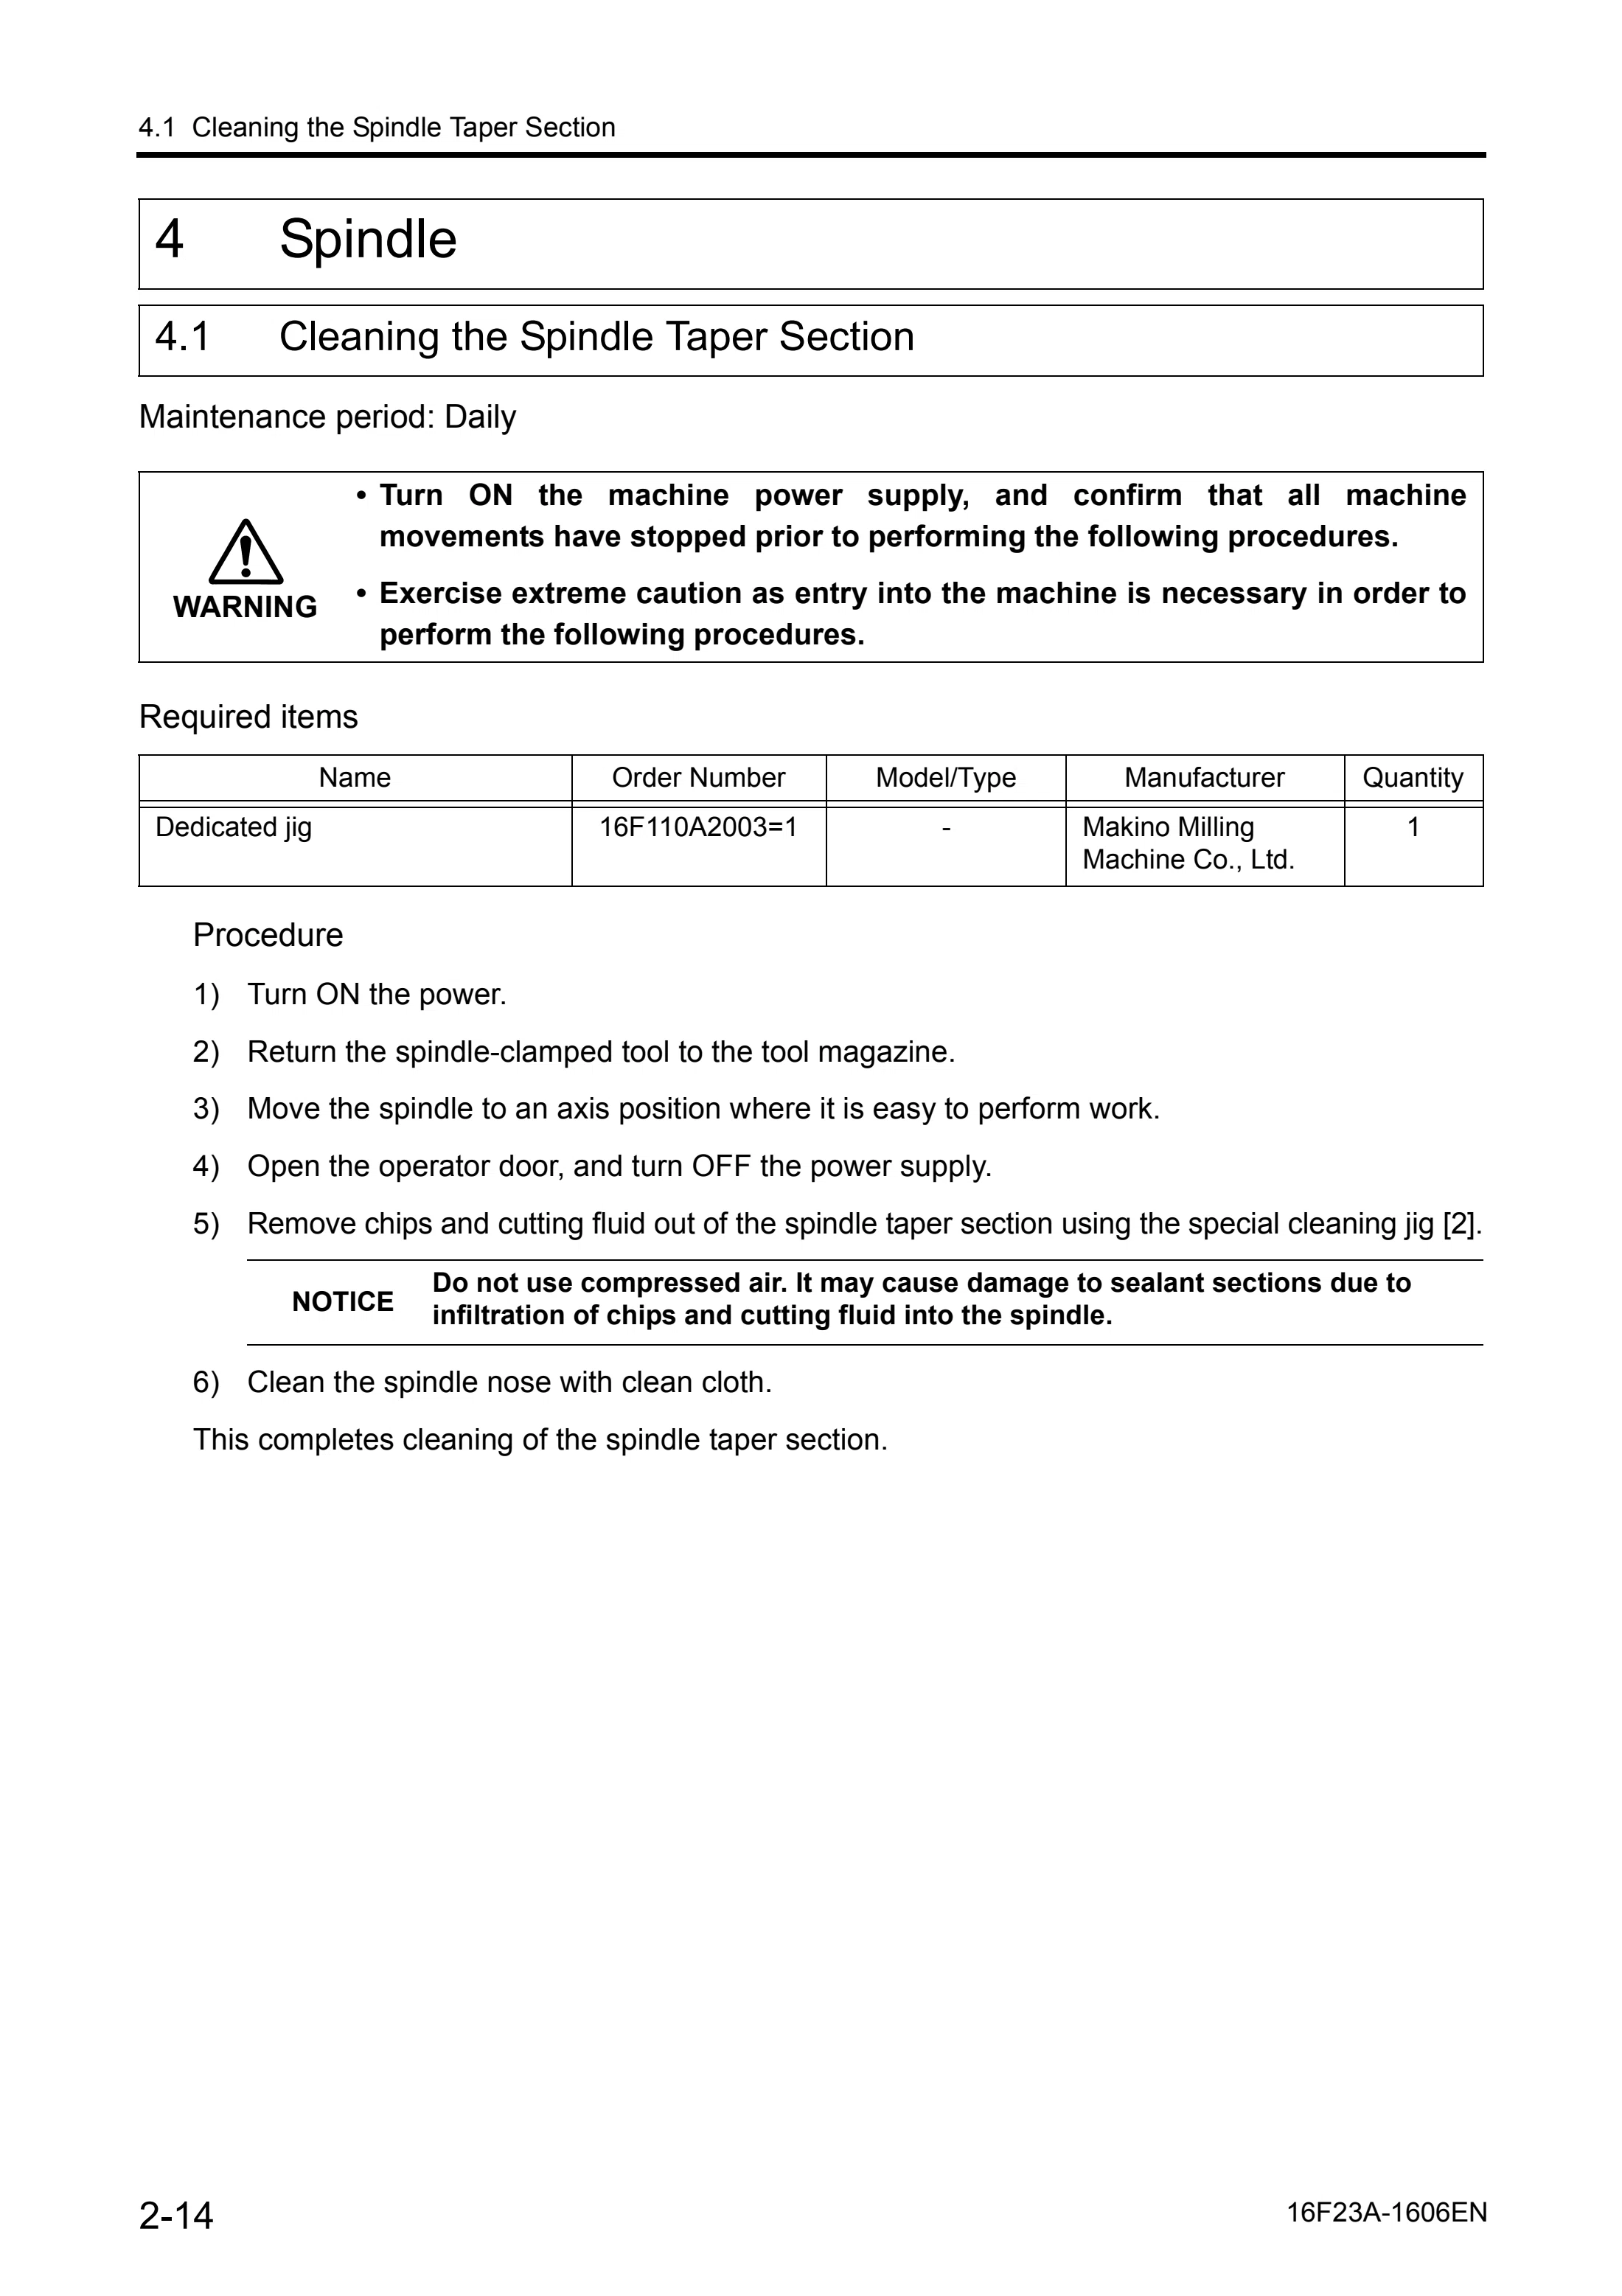 4.1 Cleaning the Spindle Taper Section
4 Spindle
4.1 Cleaning the Spindle Taper Section
Maintenance period: Daily
• Turn ON the machine power supply, and confirm that all machine
movements have stopped prior to performing the following procedures.
WARNING
• Exercise extreme caution as entry into the machine is necessary in order to
perform the following procedures.
Required items
Name Order Number Model/Type Manufacturer Quantity
Dedicated jig 16F110A2003=1 - Makino Milling 1
Machine Co., Ltd.
Procedure
1) Turn ON the power.
2) Return the spindle-clamped tool to the tool magazine.
3) Move the spindle to an axis position where it is easy to perform work.
4) Open the operator door, and turn OFF the power supply.
5) Remove chips and cutting fluid out of the spindle taper section using the special cleaning jig [2].
NOTICE
Do not use compressed air. It may cause damage to sealant sections due to
infiltration of chips and cutting fluid into the spindle.
6) Clean the spindle nose with clean cloth.
This completes cleaning of the spindle taper section.
2-14
16F23A-1606EN